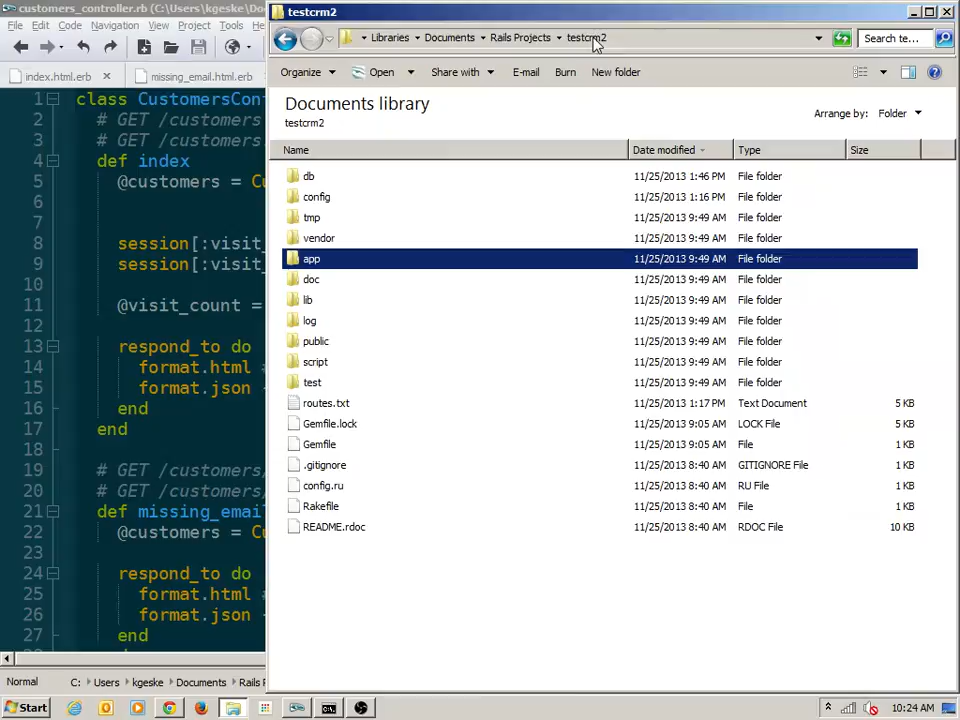 customers_controller.rb (C:\Users\kgeske\Do
File Edit Code Navigation View Project Tools
index.html.erb
missing_email.html.erb
1 class CustomersCon
2 # GET /customers
3 # GET /customers
4 def index
5 @customers = Cu
6
7
8 session[:visit_
9 session[:visit_
10
11 @visit_count =
12
13 respond_to do
14 format.html #
15 format.json
16 end
17 end
18
19 # GET /customers/
20 # GET /customers/
21 def missing_email
22 @customers = Cu
23
24 respond_to do
25 format.html
26 format.json
27 end
Normal C: Users kgeske Documents Rails P
testcrm2
Libraries Documents Rails Projects testcrm2
Search te...
Organize Open Share with E-mail Burn New folder
Documents library
testcrm2
Arrange by: Folder
Name Date modified Type Size
db 11/25/2013 1:46 PM File folder
config 11/25/2013 1:16 PM File folder
tmp 11/25/2013 9:49 AM File folder
vendor 11/25/2013 9:49 AM File folder
app 11/25/2013 9:49 AM File folder
doc 11/25/2013 9:49 AM File folder
lib 11/25/2013 9:49 AM File folder
log 11/25/2013 9:49 AM File folder
public 11/25/2013 9:49 AM File folder
script 11/25/2013 9:49 AM File folder
test 11/25/2013 9:49 AM File folder
routes.txt 11/25/2013 1:17 PM Text Document 5 KB
Gemfile.lock 11/25/2013 9:05 AM LOCK File 5 KB
Gemfile 11/25/2013 9:05 AM File 1 KB
.gitignore 11/25/2013 8:40 AM GITIGNORE File 1 KB
config.ru 11/25/2013 8:40 AM RU File 1 KB
Rakefile 11/25/2013 8:40 AM File 1 KB
README.rdoc 11/25/2013 8:40 AM RDOC File 10 KB
Start
10:24 AM